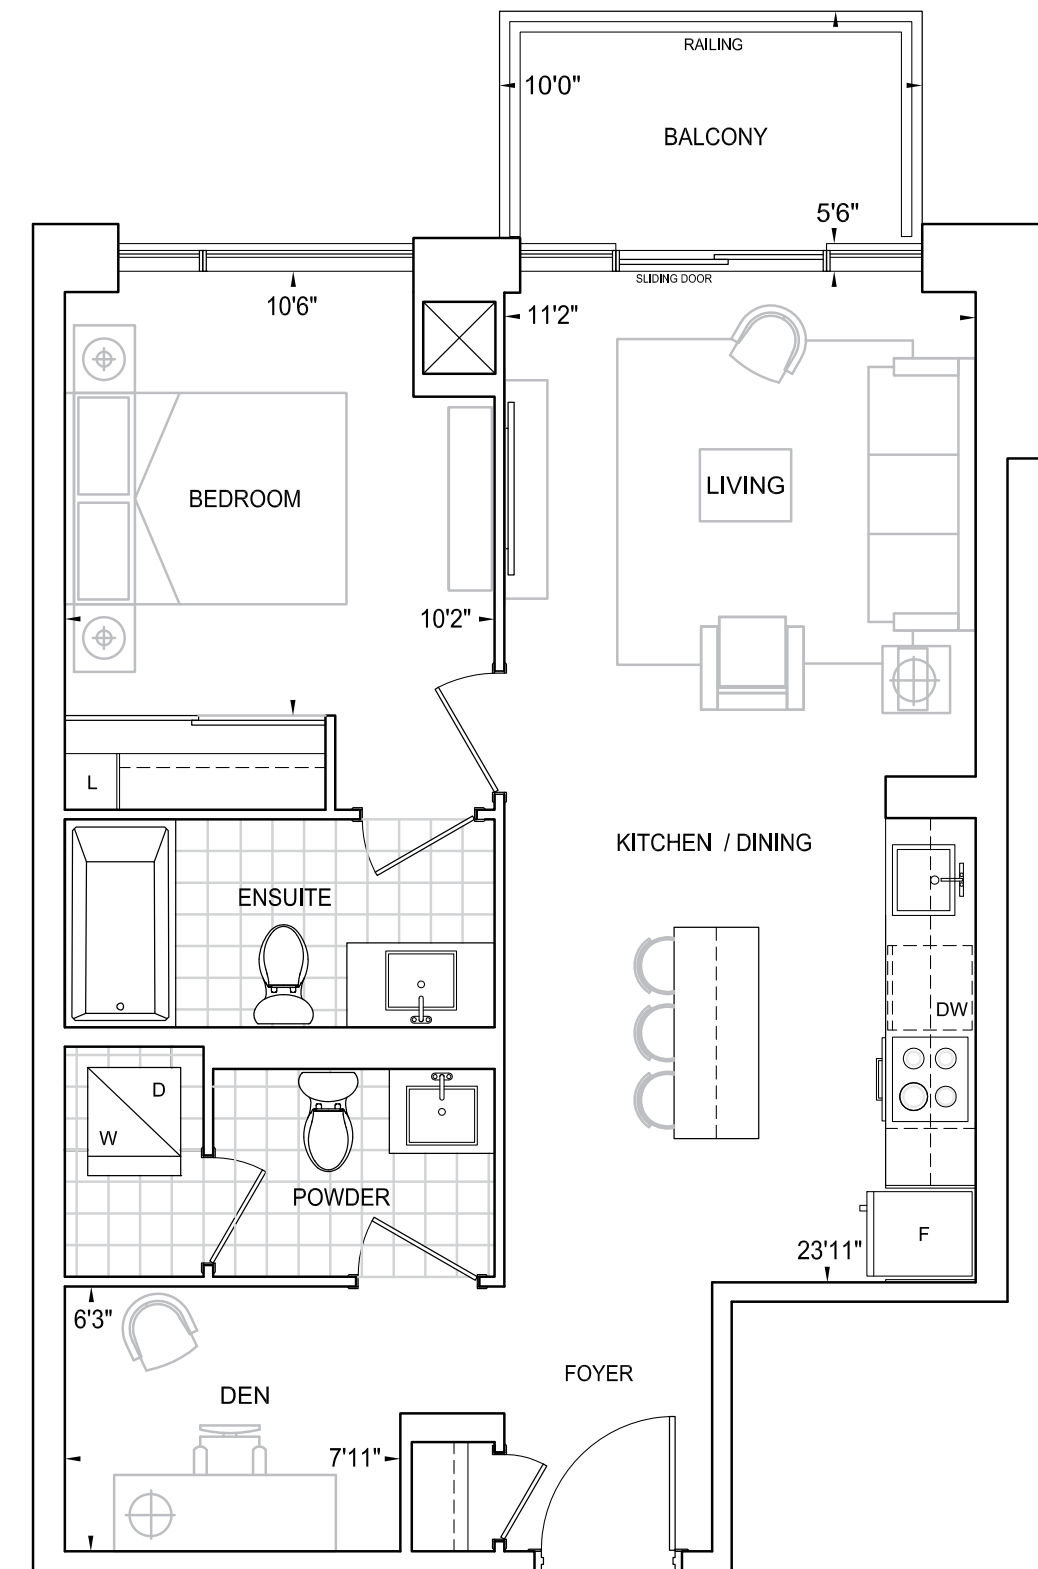 RAILING
10'0"
BALCONY
5'6"
SLIDING DOOR
10'6"
11'2"
LIVING
BEDROOM
10'2"
L
KITCHEN / DINING
ENSUITE
DW
D
W
POWDER
F
23'11"
6'3"
FOYER
DEN
7'11"